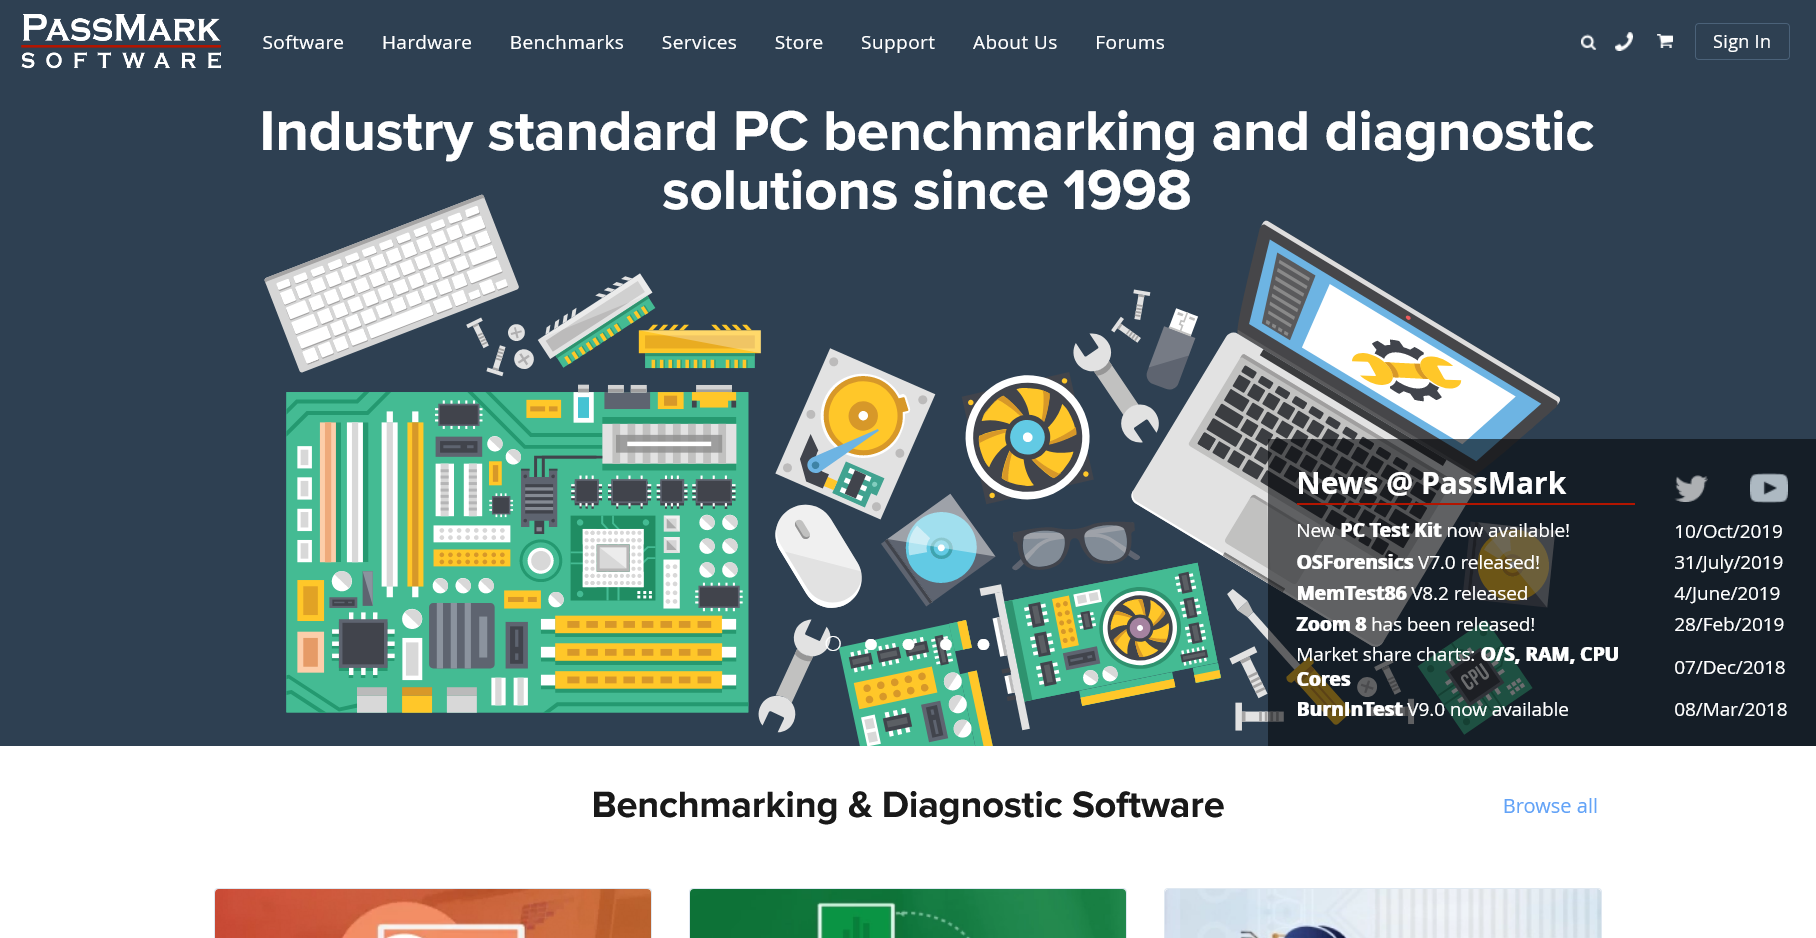 PASSMARK
SOFTWARE
Software Hardware Benchmarks Services Store Support About Us Forums
Sign In
Industry standard PC benchmarking and diagnostic
solutions since 1998
News @ PassMark
New PC Test Kit now available! 10/Oct/2019
OSForensics V7.0 released! 31/July/2019
MemTest86 V8.2 released 4/June/2019
Zoom 8 has been released! 28/Feb/2019
Market share charts: O/S, RAM, CPU
Cores 07/Dec/2018
BurnInTest V9.0 now available 08/Mar/2018
CPU
Benchmarking & Diagnostic Software
Browse all